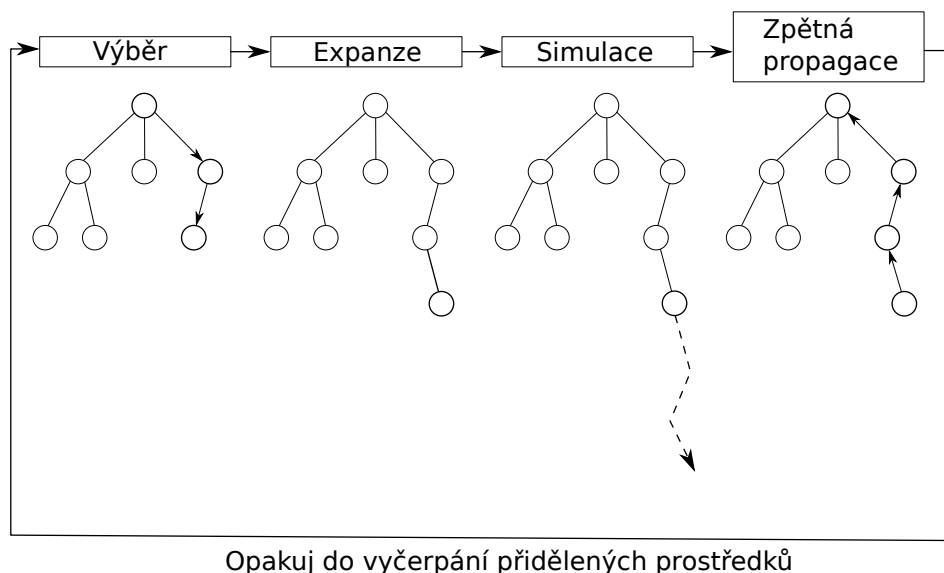 Výběr
Expanze
Simulace
Zpětná
propagace
Opakuj do vyčerpání přidělených prostředků